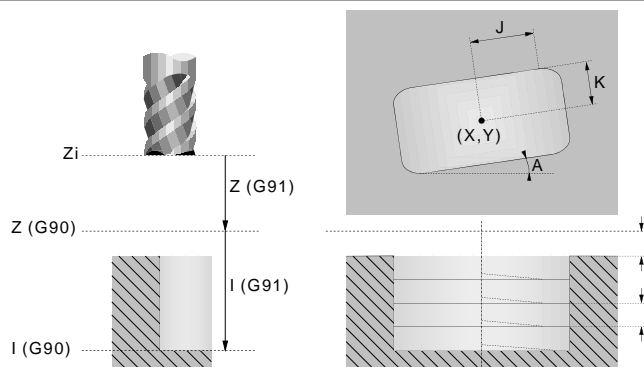 J
K
(X,Y)
A
Zi
Z (G91)
Z (G90)
I (G91)
I (G90)